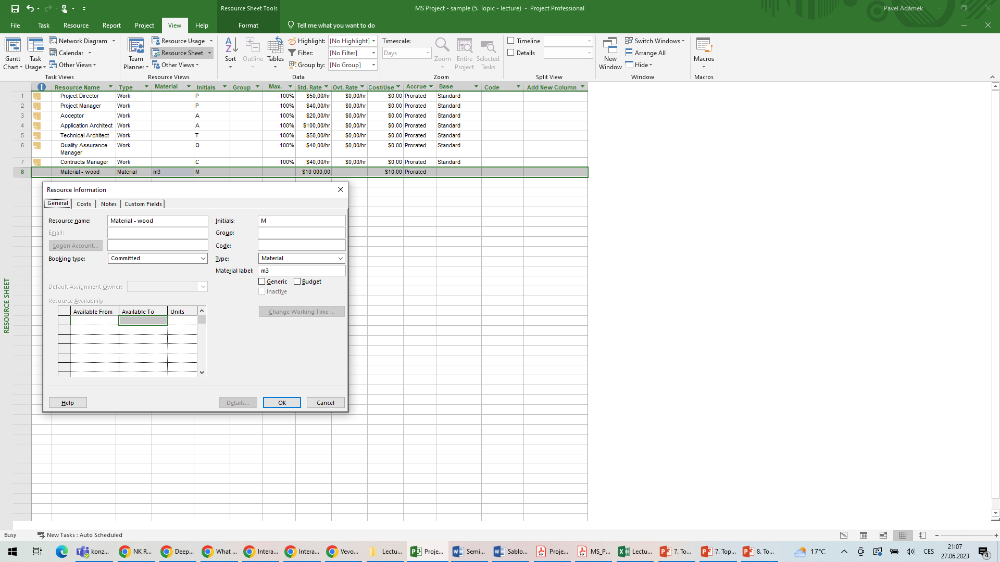 Resource Sheet Tools
MS Project - sample (5. Topic - lecture) - Project Professional
Pavel Adámek
File Task Resource Report Project View Help Format Tell me what you want to do
Gantt Chart
Task Usage
Network Diagram
Calendar
Other Views
Task Views
Team Planner
Resource Usage
Resource Sheet
Other Views
Resource Views
Sort
Outline
Tables
Highlight: [No Highlight]
Filter: [No Filter]
Group by: [No Group]
Data
Timescale:
Days
Zoom
Entire Project
Selected Tasks
Zoom
Timeline
Details
Split View
New Window
Switch Windows
Arrange All
Hide
Window
Macros
Macros
Resource Name Type Material Initials Group Max. Std. Rate Ovt. Rate Cost/Use Accrue Base Code Add New Column
1 Project Director Work P 100% $50,00/hr $0,00/hr $0,00 Prorated Standard
2 Project Manager Work P 100% $40,00/hr $0,00/hr $0,00 Prorated Standard
3 Acceptor Work A 100% $20,00/hr $0,00/hr $0,00 Prorated Standard
4 Application Architect Work A 100% $100,00/hr $0,00/hr $0,00 Prorated Standard
5 Technical Architect Work T 100% $50,00/hr $0,00/hr $0,00 Prorated Standard
6 Quality Assurance Work Q 100% $40,00/hr $0,00/hr $0,00 Prorated Standard
Manager
7 Contracts Manager Work C 100% $40,00/hr $0,00/hr $0,00 Prorated Standard
8 Material - wood Material m3 M $10 000,00 $10,00 Prorated
RESOURCE SHEET
Resource Information
General Costs Notes Custom Fields
Resource name: Material - wood Initials: M
Email: Group:
Logon Account... Code:
Booking type: Committed Type: Material
Material label: m3
Generic Budget
Default Assignment Owner: Inactive
Resource Availability
Available From Available To Units Change Working Time ...
Help Details... OK Cancel
Busy New Tasks : Auto Scheduled
konz... NK R... Deep... What ... Intera... Intera... Vevo... Lectu... Proje... Semi... Sablo... Proje... MS_P... Lectu... 7. To... 7. Top... 8. To... 17°C CES 21:07
27.06.2023
4